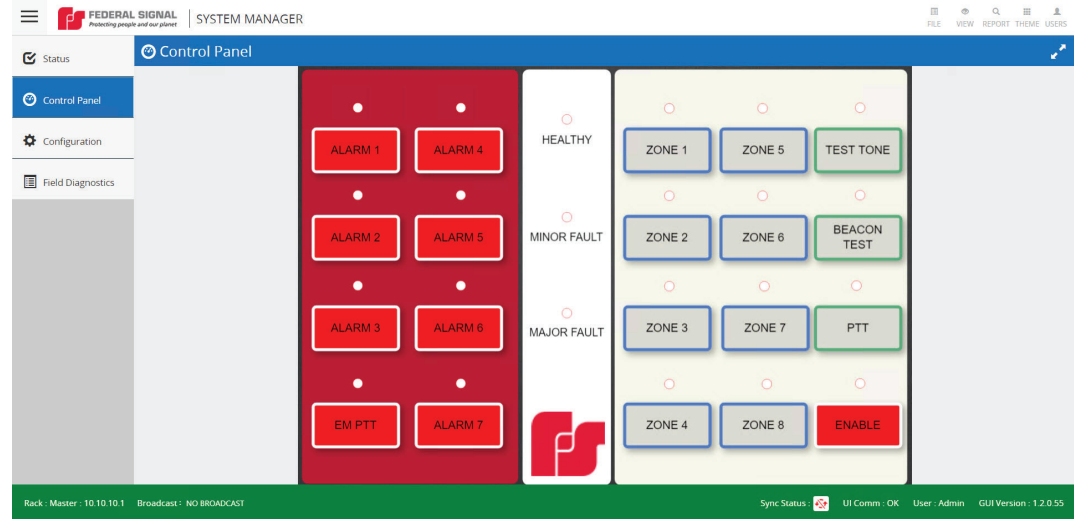 FEDERAL SIGNAL
Protecting people and our planet
SYSTEM MANAGER
FILE VIEW REPORT THEME USERS
Status
Control Panel
Configuration
Field Diagnostics
Control Panel
ALARM 1 ALARM 4
ALARM 2 ALARM 5
ALARM 3 ALARM 6
EM PTT ALARM 7
HEALTHY
MINOR FAULT
MAJOR FAULT
ZONE 1 ZONE 5 TEST TONE
ZONE 2 ZONE 6 BEACON
TEST
ZONE 3 ZONE 7 PTT
ZONE 4 ZONE 8 ENABLE
Rack : Master : 10.10.10.1 Broadcast : NO BROADCAST Sync Status : UI Comm : OK User : Admin GUI Version : 1.2.0.55